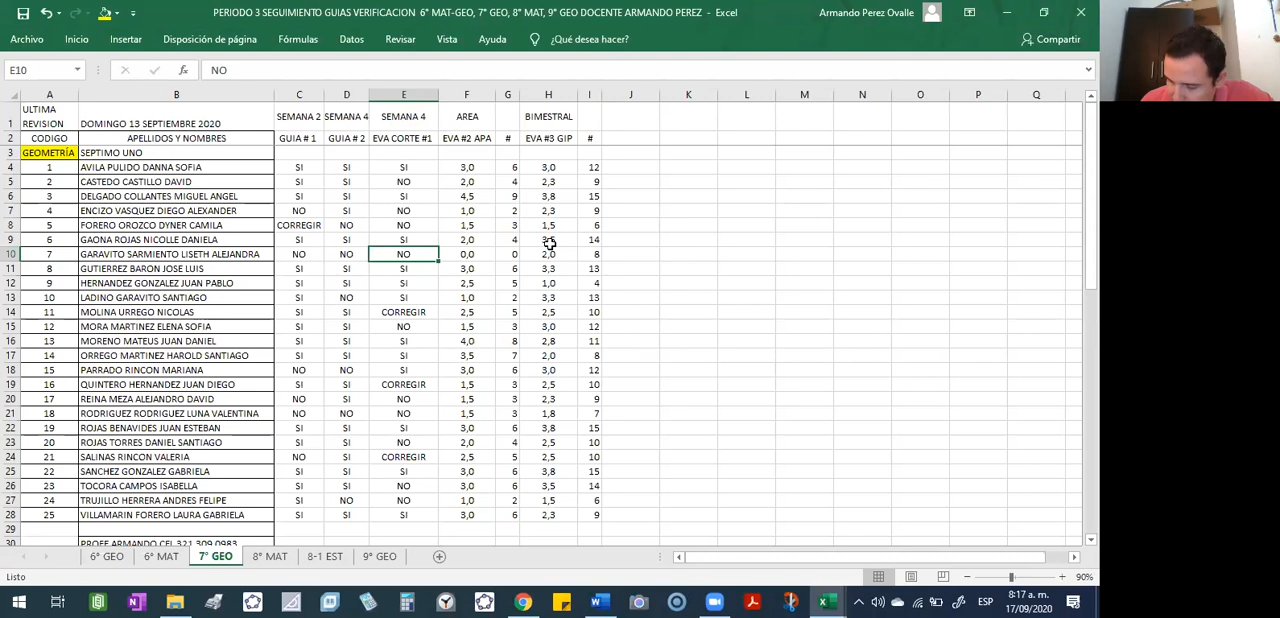 PERIODO 3 SEGUIMIENTO GUIAS VERIFICACION 6° MAT-GEO, 7° GEO, 8° MAT, 9° GEO DOCENTE ARMANDO PEREZ - Excel Armando Perez Ovalle
Archivo Inicio Insertar Disposición de página Fórmulas Datos Revisar Vista Ayuda ¿Qué desea hacer? Compartir
E10 fx NO
A B C D E F G H I J K L M N O P Q
ULTIMA
1 REVISION DOMINGO 13 SEPTIEMPRE 2020 SEMANA 2 SEMANA 4 SEMANA 4 AREA BIMESTRAL
2 CODIGO APELLIDOS Y NOMBRES GUIA # 1 GUIA # 2 EVA CORTE #1 EVA #2 APA # EVA #3 GIP #
3 GEOMETRÍA SEPTIMO UNO
4 1 AVILA PULIDO DANNA SOFIA SI SI SI 3,0 6 3,0 12
5 2 CASTEDO CASTILLO DAVID SI SI NO 2,0 4 2,3 9
6 3 DELGADO COLLANTES MIGUEL ANGEL SI SI SI 4,5 9 3,8 15
7 4 ENCIZO VASQUEZ DIEGO ALEXANDER NO SI NO 1,0 2 2,3 9
8 5 FORERO OROZCO DYNER CAMILA CORREGIR NO NO 1,5 3 1,5 6
9 6 GAONA ROJAS NICOLLE DANIELA SI SI SI 2,0 4 3,5 14
10 7 GARAVITO SARMIENTO LISETH ALEJANDRA NO NO NO 0,0 0 2,0 8
11 8 GUTIERREZ BARON JOSE LUIS SI SI SI 3,0 6 3,3 13
12 9 HERNANDEZ GONZALEZ JUAN PABLO SI SI SI 2,5 5 1,0 4
13 10 LADINO GARAVITO SANTIAGO SI NO SI 1,0 2 3,3 13
14 11 MOLINA URREGO NICOLAS SI SI CORREGIR 2,5 5 2,5 10
15 12 MORA MARTINEZ ELENA SOFIA SI SI NO 1,5 3 3,0 12
16 13 MORENO MATEUS JUAN DANIEL SI SI SI 4,0 8 2,8 11
17 14 ORREGO MARTINEZ HAROLD SANTIAGO SI SI SI 3,5 7 2,0 8
18 15 PARRADO RINCON MARIANA NO NO SI 3,0 6 3,0 12
19 16 QUINTERO HERNANDEZ JUAN DIEGO SI SI CORREGIR 1,5 3 2,5 10
20 17 REINA MEZA ALEJANDRO DAVID NO SI NO 1,5 3 2,3 9
21 18 RODRIGUEZ RODRIGUEZ LUNA VALENTINA NO NO NO 1,5 3 1,8 7
22 19 ROJAS BENAVIDES JUAN ESTEBAN SI SI SI 3,0 6 3,8 15
23 20 ROJAS TORRES DANIEL SANTIAGO SI SI NO 2,0 4 2,5 10
24 21 SALINAS RINCON VALERIA NO SI CORREGIR 2,5 5 2,5 10
25 22 SANCHEZ GONZALEZ GABRIELA SI SI SI 3,0 6 3,8 15
26 23 TOCORA CAMPOS ISABELLA SI SI NO 3,0 6 3,5 14
27 24 TRUJILLO HERRERA ANDRES FELIPE SI NO NO 1,0 2 1,5 6
28 25 VILLAMARIN FORERO LAURA GABRIELA SI SI SI 3,0 6 2,3 9
29
30 PROFE ARMANDO CEL 321 309 0983
6° GEO 6° MAT 7° GEO 8° MAT 8-1 EST 9° GEO
Listo 90%
ESP 8:17 a. m.
17/09/2020